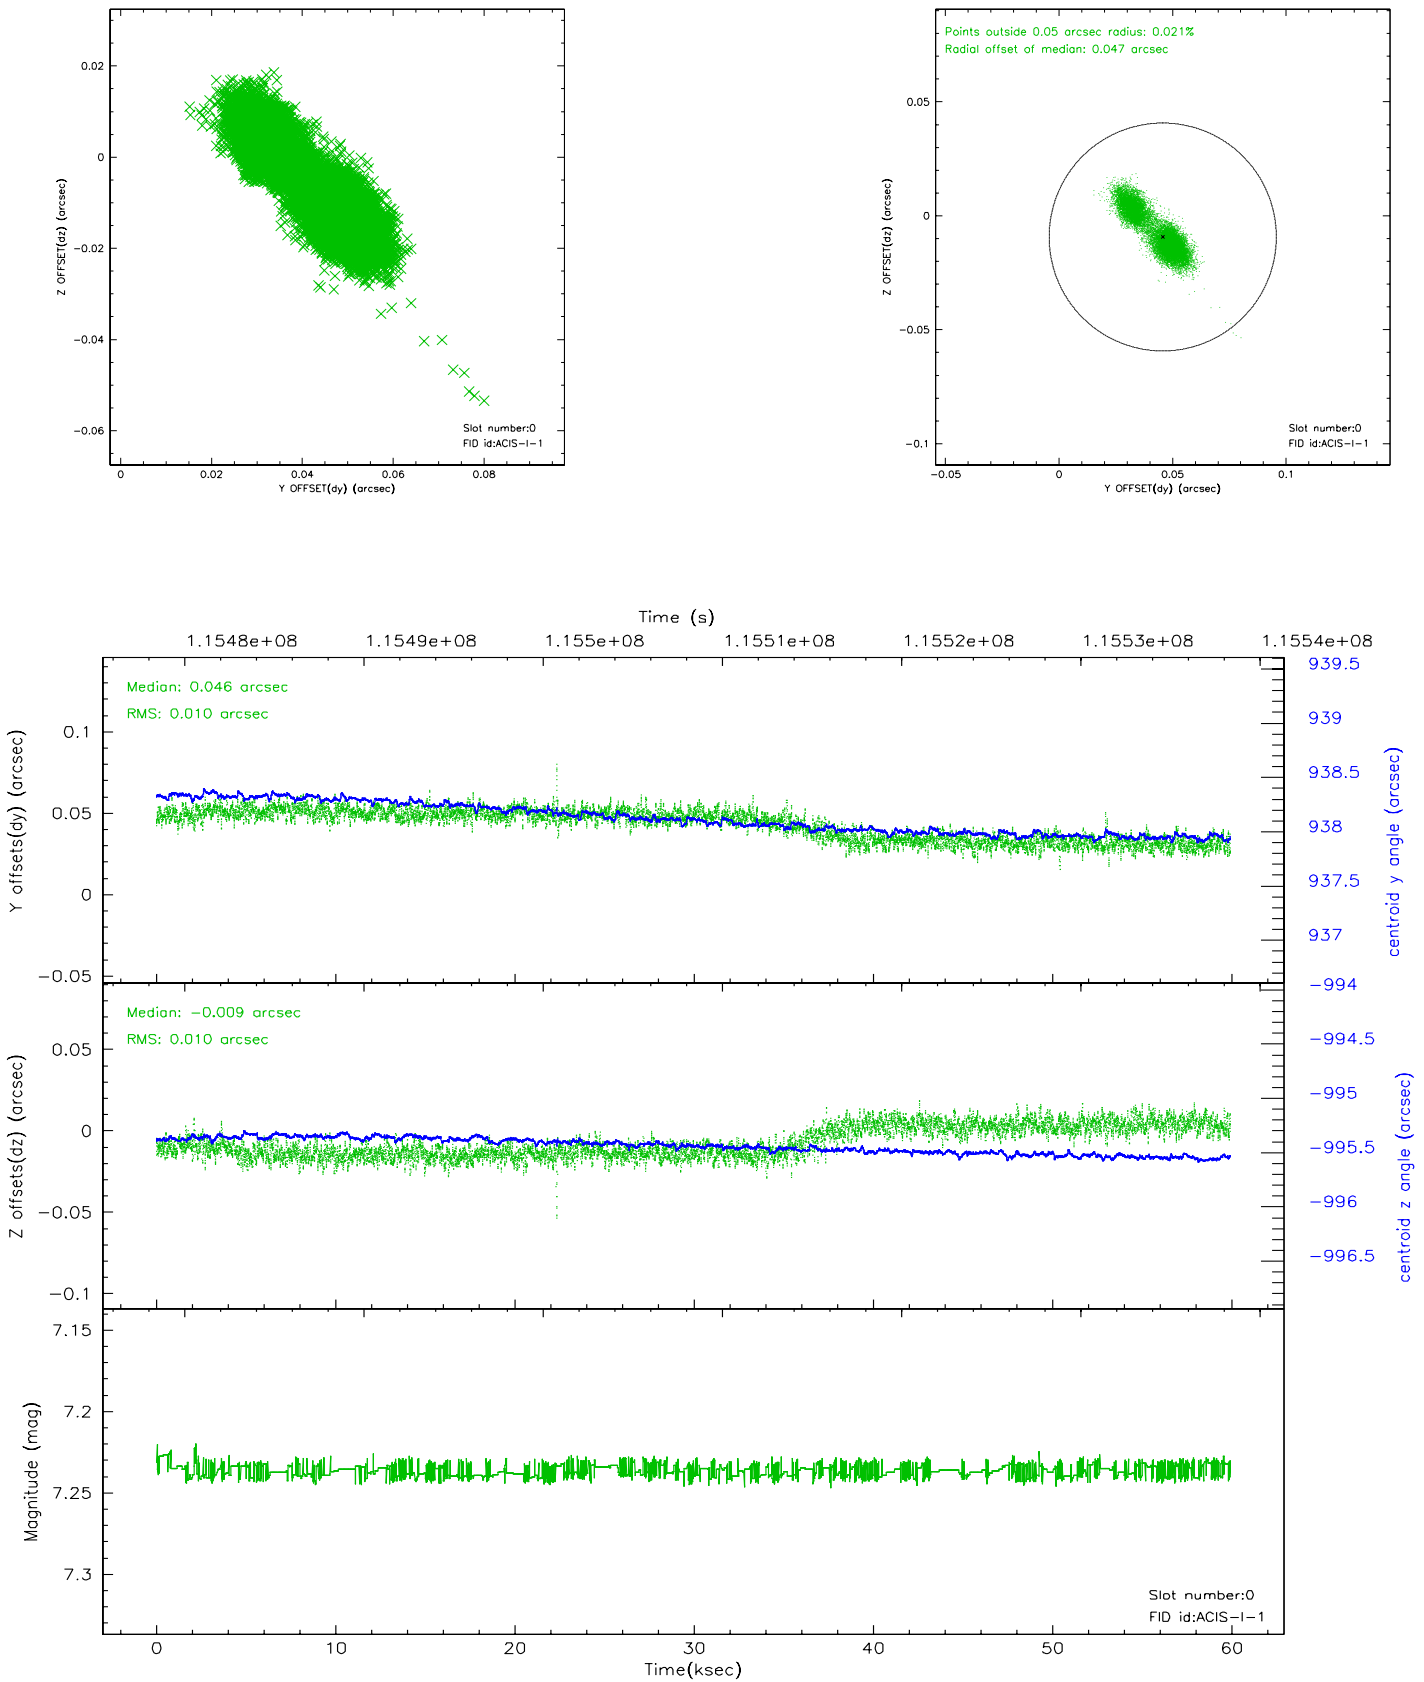 0.02
0
−0.02
−0.04
−0.06
Z OFFSET(dz) (arcsec)
0
0.02
0.04
0.06
0.08
Y OFFSET(dy) (arcsec)
Slot number:0
FID id:ACIS−I−1
Points outside 0.05 arcsec radius: 0.021%
Radial offset of median: 0.047 arcsec
0.05
0
−0.05
−0.1
Z OFFSET(dz) (arcsec)
−0.05
0
0.05
0.1
Y OFFSET(dy) (arcsec)
Slot number:0
FID id:ACIS−I−1
Time (s)
1.1548e+08
1.1549e+08
1.155e+08
1.1551e+08
1.1552e+08
1.1553e+08
1.1554e+08
Median: 0.046 arcsec
RMS: 0.010 arcsec
0.1
0.05
0
−0.05
Y offsets(dy) (arcsec)
939.5
939
938.5
938
937.5
937
centroid y angle (arcsec)
Median: −0.009 arcsec
RMS: 0.010 arcsec
0.05
0
−0.05
−0.1
Z offsets(dz) (arcsec)
−994
−994.5
−995
−995.5
−996
−996.5
centroid z angle (arcsec)
7.15
7.2
7.25
7.3
Magnitude (mag)
Slot number:0
FID id:ACIS−I−1
0
10
20
30
40
50
60
Time(ksec)